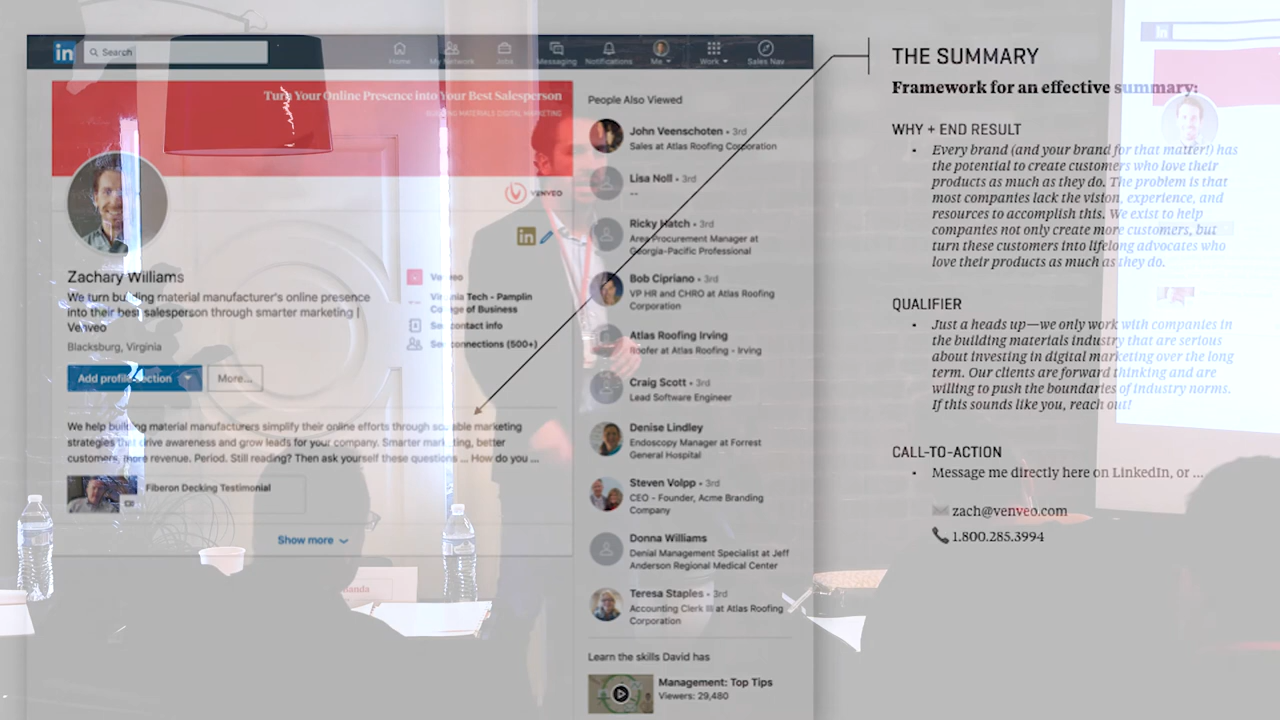 in
Search
Home
My Network
Jobs
Messaging
Notifications
Me
Work
Sales Nav
Turn Your Online Presence into Your Best Salesperson
BUILDING MATERIALS DIGITAL MARKETING
VENVEO
in
Zachary Williams
We turn building material manufacturer's online presence
into their best salesperson through smarter marketing |
Venveo
Blacksburg, Virginia
Add profile section
More...
Venveo
Virginia Tech - Pamplin
College of Business
See contact info
See connections (500+)
We help building material manufacturers simplify their online efforts through scalable marketing
strategies that drive awareness and grow leads for your company. Smarter marketing, better
customers, more revenue. Period. Still reading? Then ask yourself these questions ... How do you ...
Fiberon Decking Testimonial
Show more
People Also Viewed
John Veenschoten • 3rd
Sales at Atlas Roofing Corporation
Lisa Noll • 3rd
--
Ricky Hatch • 3rd
Area Procurement Manager at
Georgia-Pacific Professional
Bob Cipriano • 3rd
VP HR and CHRO at Atlas Roofing
Corporation
Atlas Roofing Irving
Roofer at Atlas Roofing - Irving
Craig Scott • 3rd
Lead Software Engineer
Denise Lindley
Endoscopy Manager at Forrest
General Hospital
Steven Volpp • 3rd
CEO - Founder, Acme Branding
Company
Donna Williams
Denial Management Specialist at Jeff
Anderson Regional Medical Center
Teresa Staples • 3rd
Accounting Clerk III at Atlas Roofing
Corporation
Learn the skills David has
Management: Top Tips
Viewers: 29,480
THE SUMMARY
Framework for an effective summary:
WHY + END RESULT
• Every brand (and your brand for that matter!) has
the potential to create customers who love their
products as much as they do. The problem is that
most companies lack the vision, experience, and
resources to accomplish this. We exist to help
companies not only create more customers, but
turn these customers into lifelong advocates who
love their products as much as they do.
QUALIFIER
• Just a heads up—we only work with companies in
the building materials industry that are serious
about investing in digital marketing over the long
term. Our clients are forward thinking and are
willing to push the boundaries of industry norms.
If this sounds like you, reach out!
CALL-TO-ACTION
• Message me directly here on LinkedIn, or ...
zach@venveo.com
1.800.285.3994